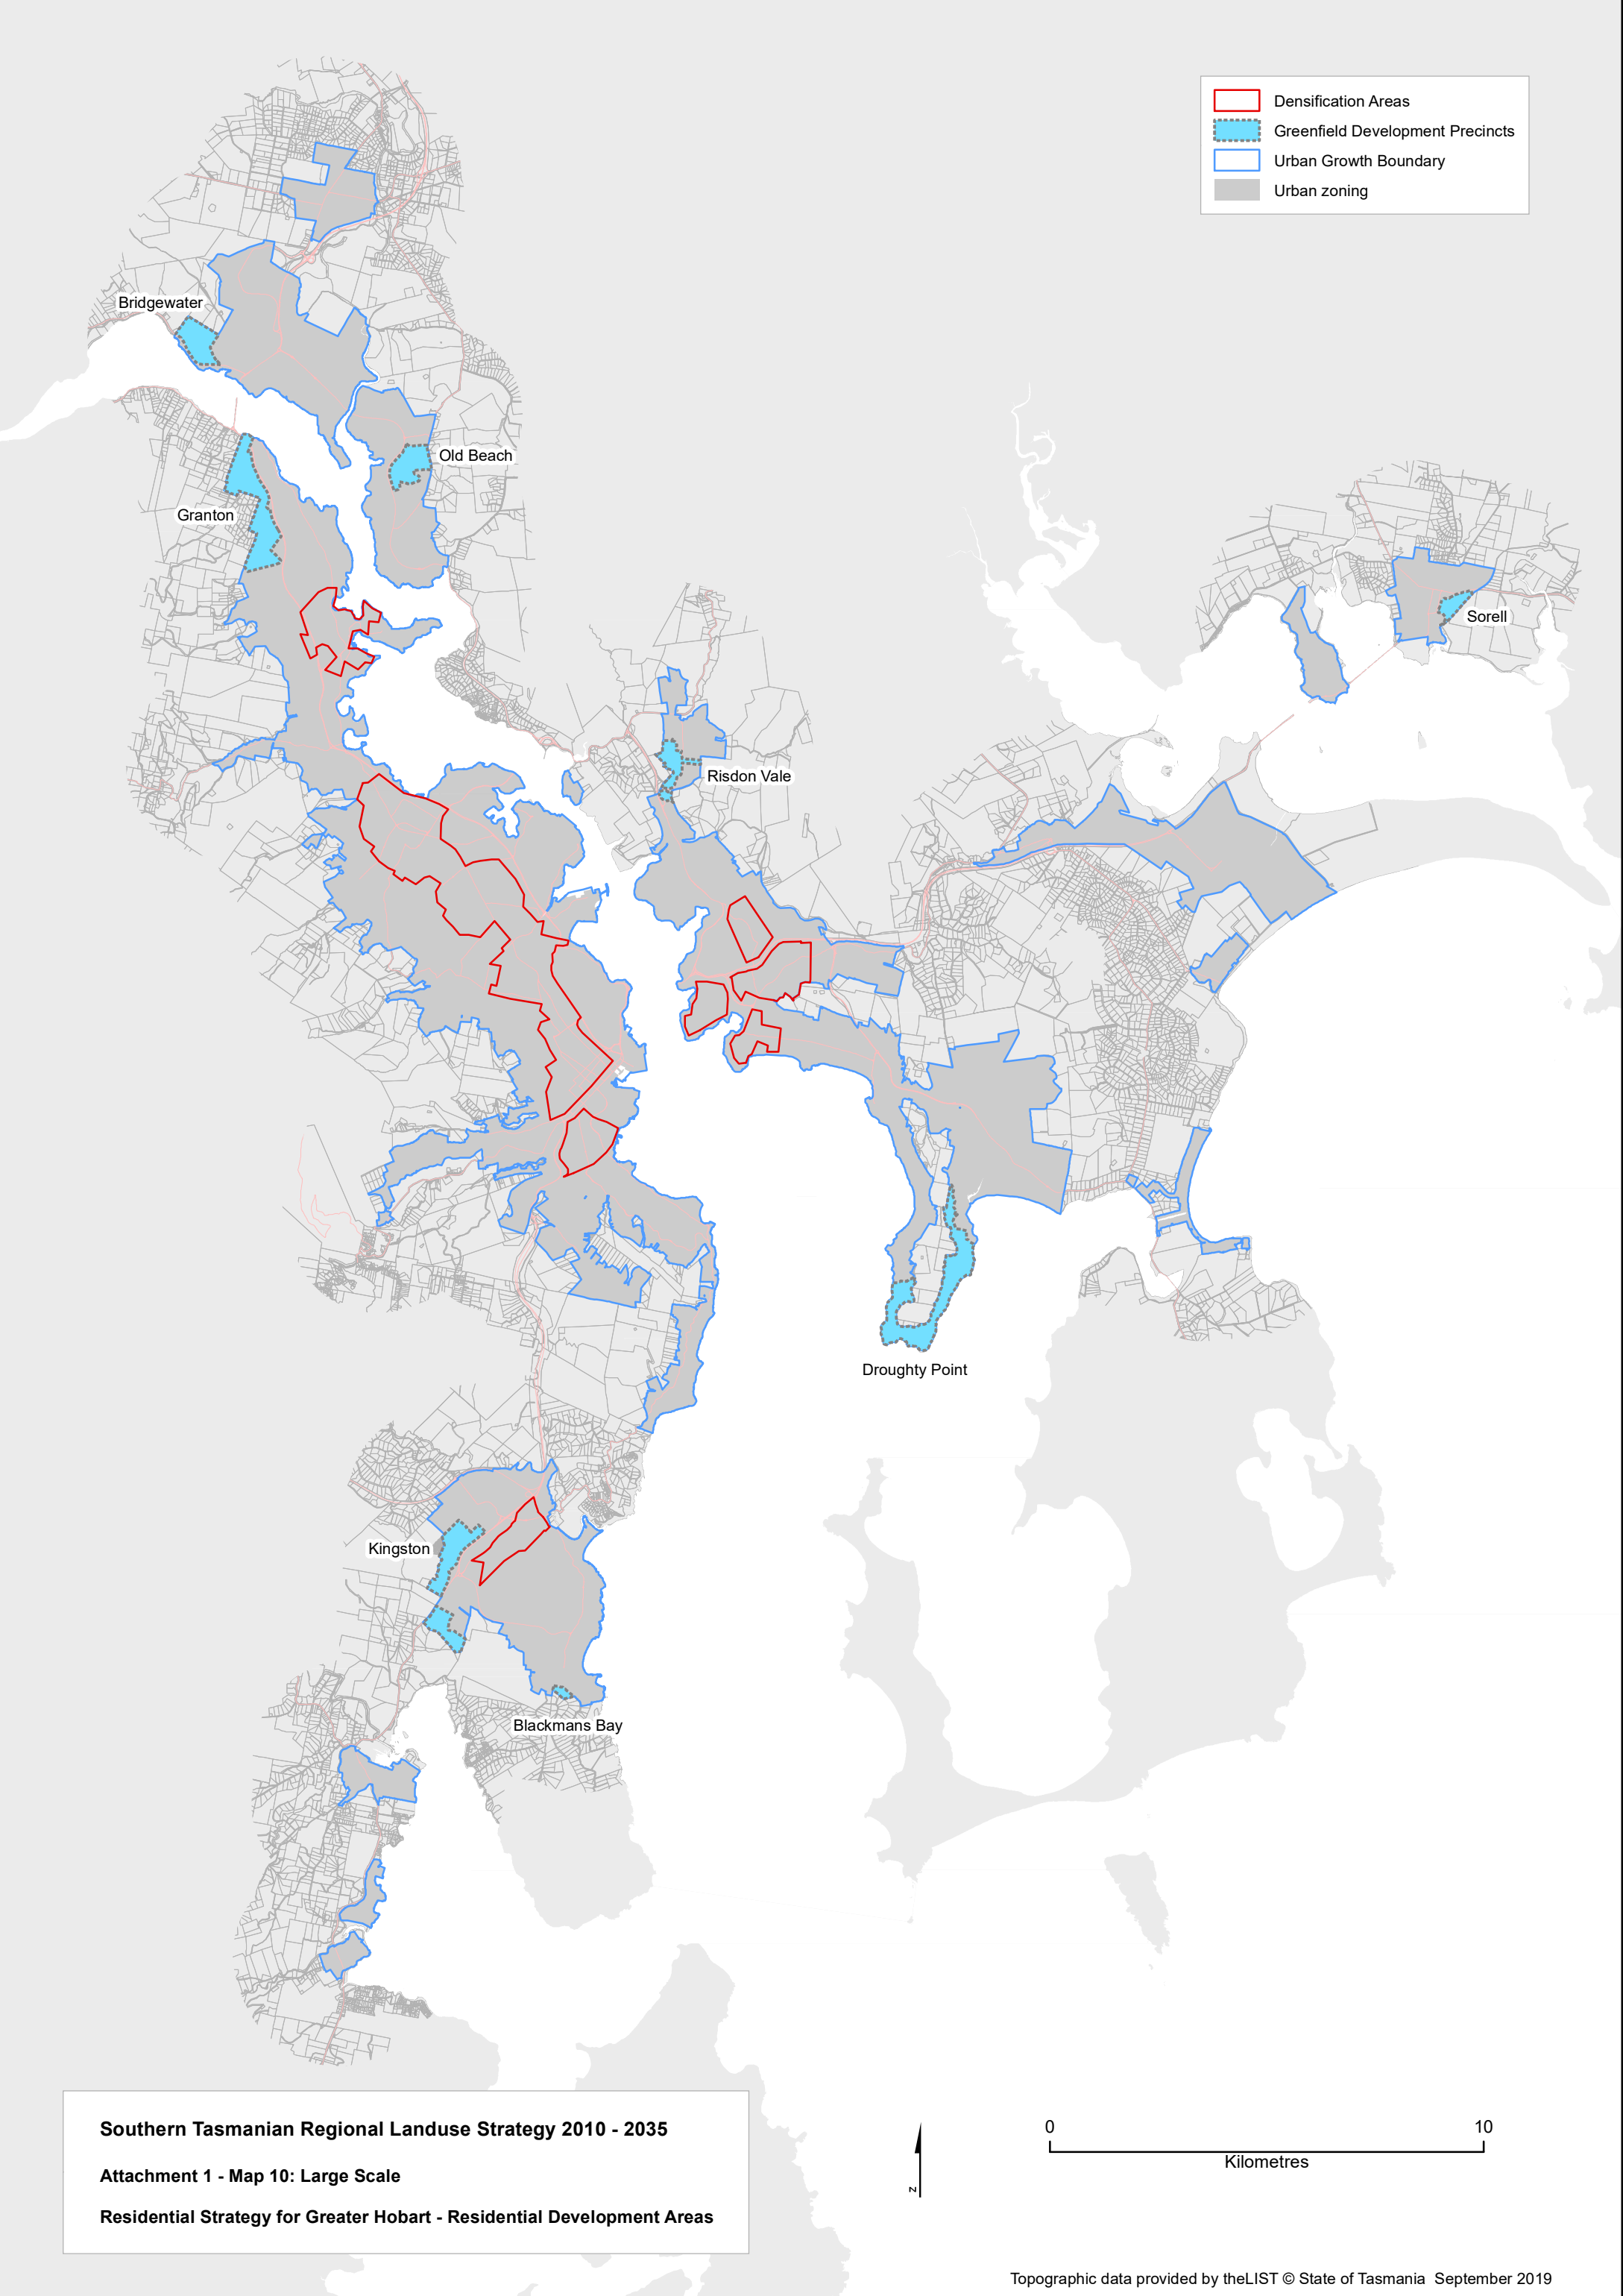 Densification Areas
Greenfield Development Precincts
Urban Growth Boundary
Urban zoning
Bridgewater
Old Beach
Granton
Sorell
Risdon Vale
Droughty Point
Kingston
Blackmans Bay
Southern Tasmanian Regional Landuse Strategy 2010 - 2035
Attachment 1 - Map 10: Large Scale
Residential Strategy for Greater Hobart - Residential Development Areas
N
0 10
Kilometres
Topographic data provided by theLIST © State of Tasmania September 2019